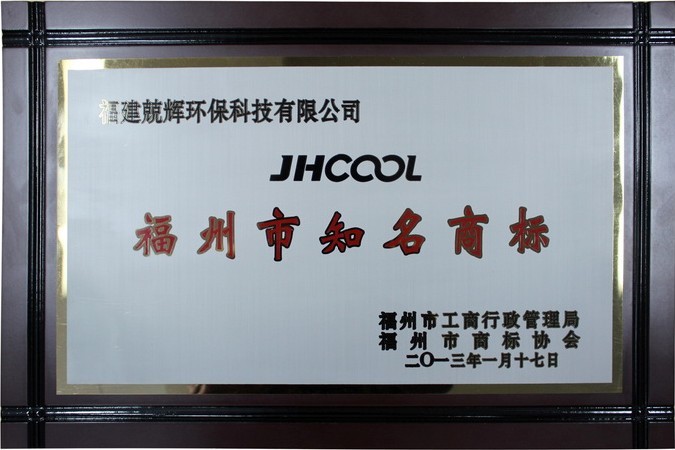 福建兢辉环保科技有限公司
JHCOOL
福州市知名商标
福州市工商行政管理局
福州市商标协会
二〇一三年一月十七日